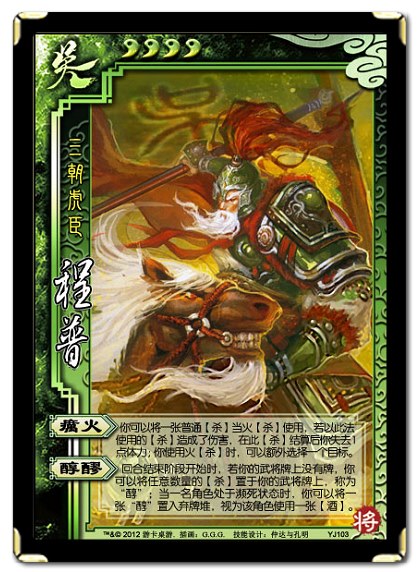 吴
三朝虎臣
程普
疠火
你可以将一张普通【杀】当火【杀】使用，若以此法
使用的【杀】造成了伤害，在此【杀】结算后你失去1
点体力；你使用火【杀】时，可以额外选择一个目标。
醇醪
回合结束阶段开始时，若你的武将牌上没有牌，你
可以将任意数量的【杀】置于你的武将牌上，称为
“醇”；当一名角色处于濒死状态时，你可以将一
张“醇”置入弃牌堆，视为该角色使用一张【酒】。
™&© 2012 游卡桌游．插画：G.G.G. 技能设计：仲达与孔明 YJ103
将